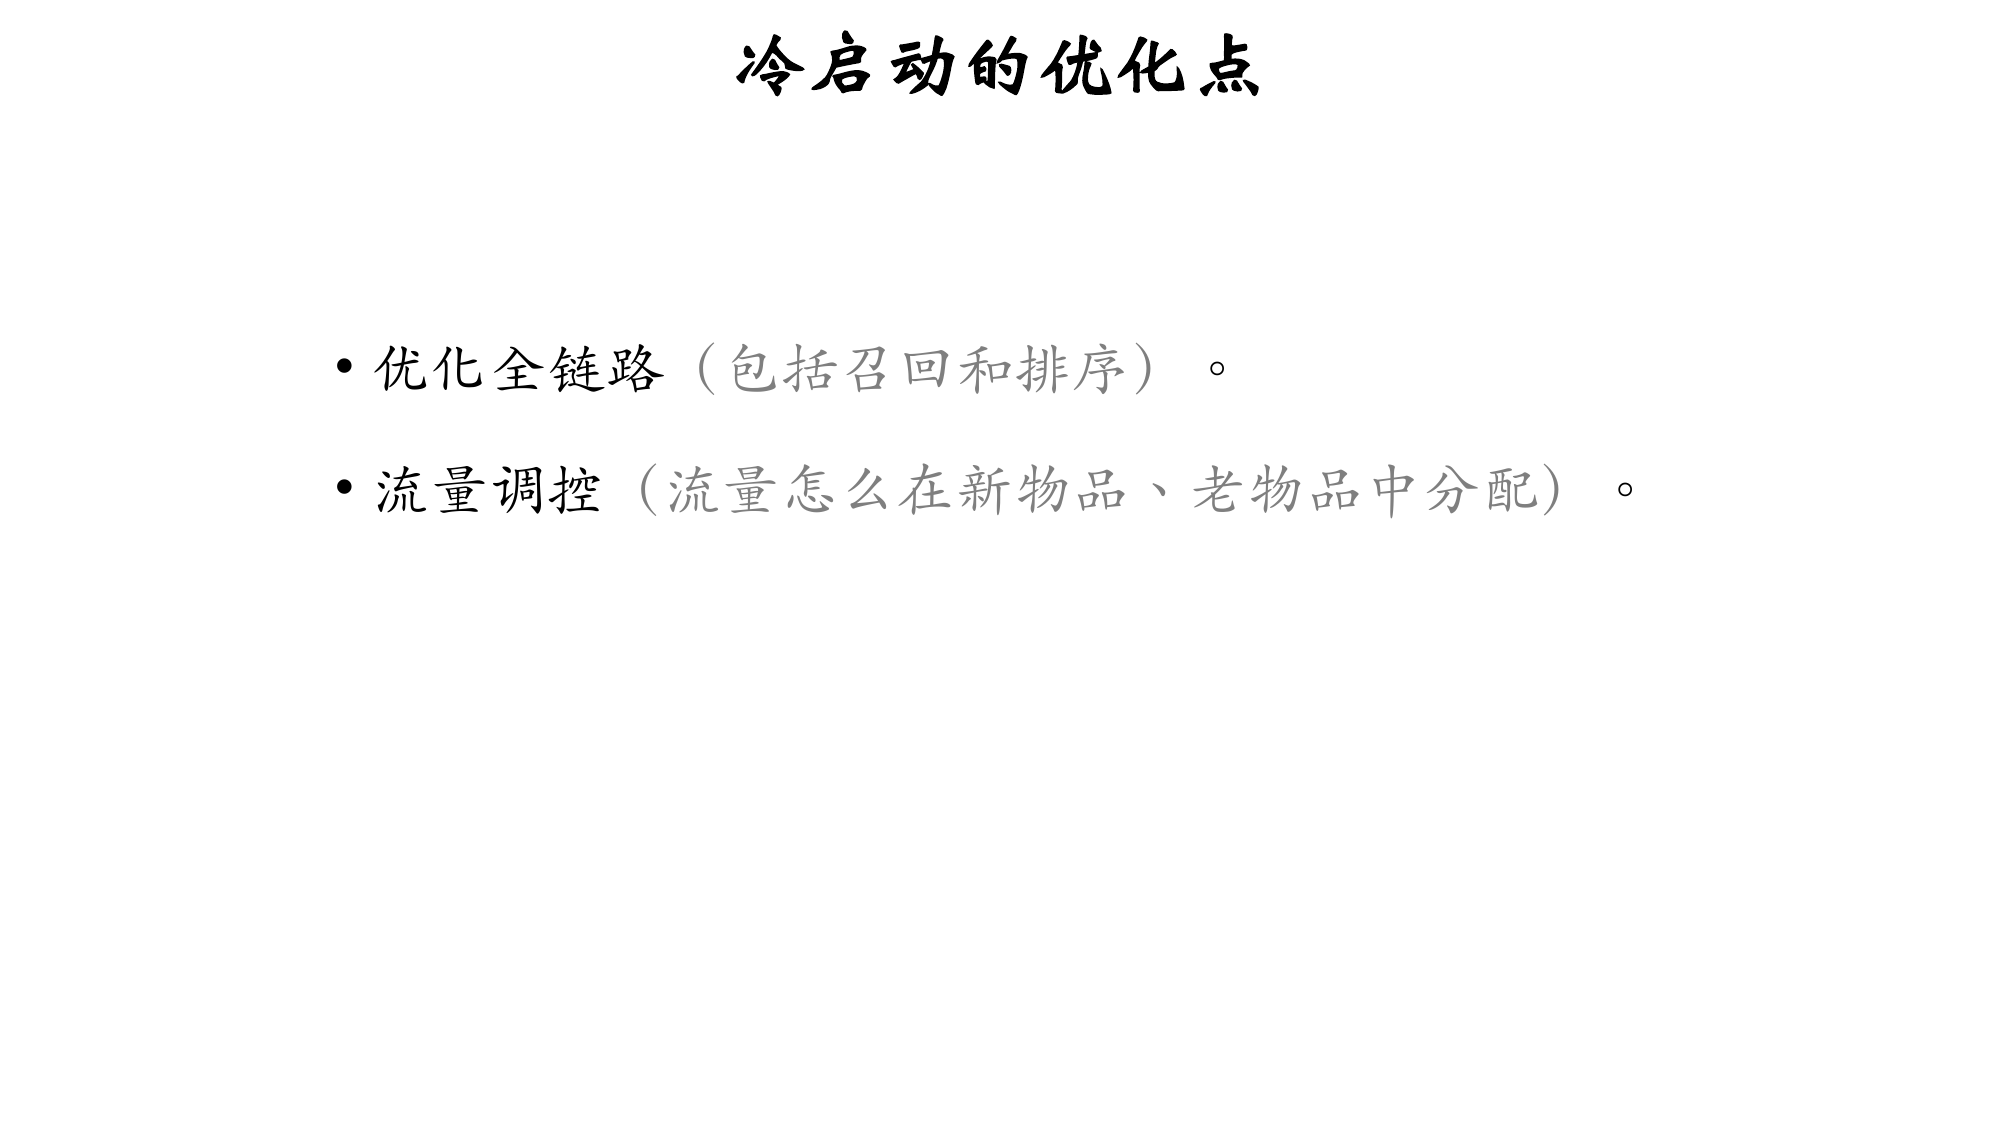 冷启动的优化点
• 优化全链路（包括召回和排序）。
• 流量调控（流量怎么在新物品、老物品中分配）。